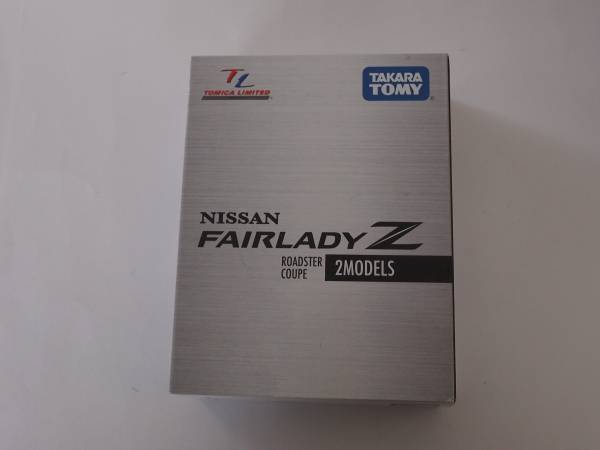 TL
TOMICA LIMITED
TAKARA
TOMY
NISSAN
FAIRLADY Z
ROADSTER
COUPE
2MODELS